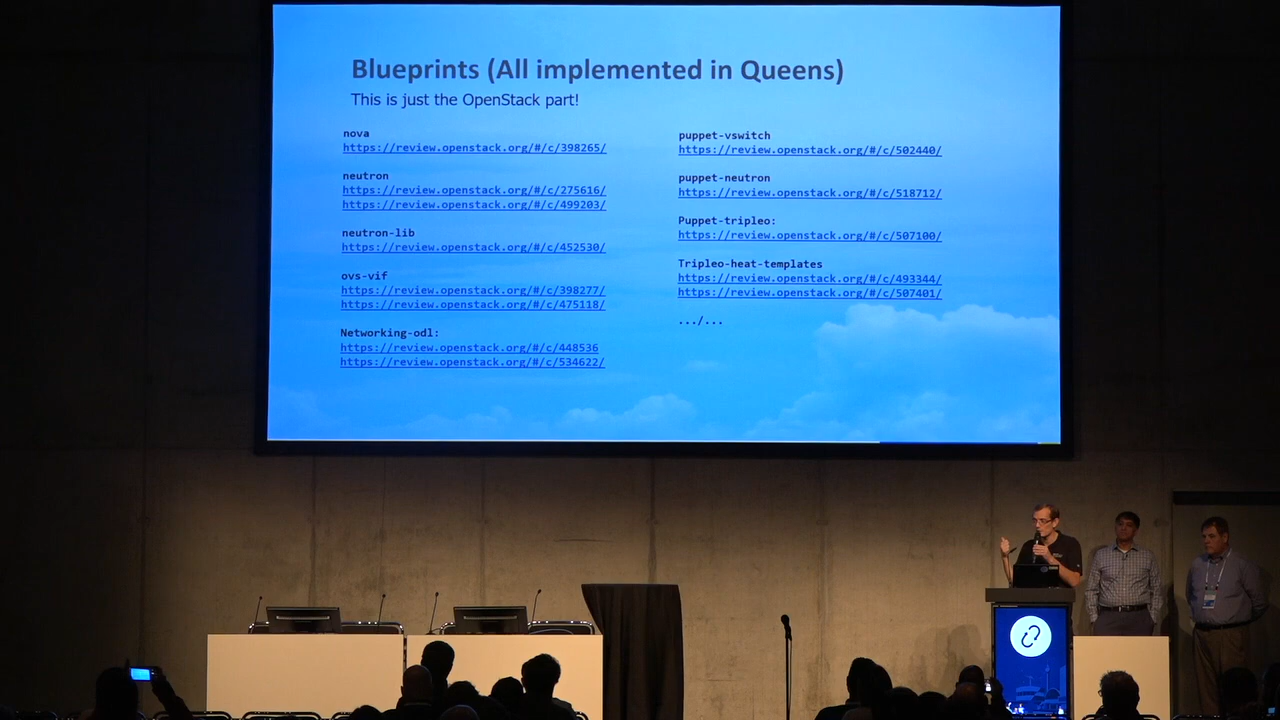 Blueprints (All implemented in Queens)
This is just the OpenStack part!
nova
https://review.openstack.org/#/c/398265/
neutron
https://review.openstack.org/#/c/275616/
https://review.openstack.org/#/c/499203/
neutron-lib
https://review.openstack.org/#/c/452530/
ovs-vif
https://review.openstack.org/#/c/398277/
https://review.openstack.org/#/c/475118/
Networking-odl:
https://review.openstack.org/#/c/448536
https://review.openstack.org/#/c/534622/
puppet-vswitch
https://review.openstack.org/#/c/502440/
puppet-neutron
https://review.openstack.org/#/c/518712/
Puppet-tripleo:
https://review.openstack.org/#/c/507100/
Tripleo-heat-templates
https://review.openstack.org/#/c/493344/
https://review.openstack.org/#/c/507401/
.../...